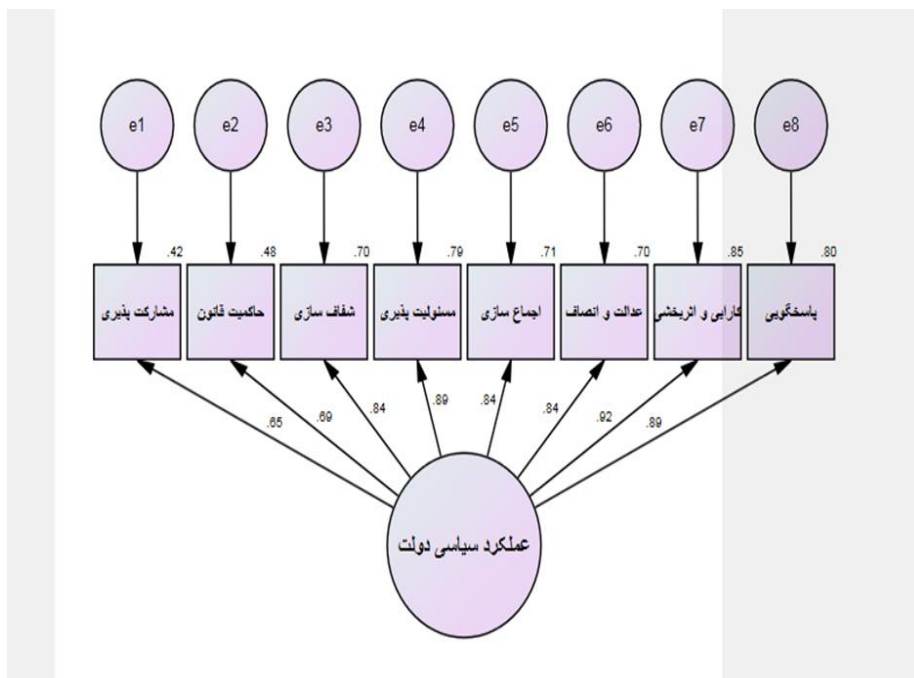 e1 e2 e3 e4 e5 e6 e7 e8
.42 .48 .70 .79 .71 .70 .85 .80
مشارکت پذیری
حاکمیت قانون
شفاف سازی
مسئولیت پذیری
اجماع سازی
عدالت و انصاف
کارایی و اثربخشی
پاسخگویی
.65 .69 .84 .89 .84 .84 .92 .89
عملکرد سیاسی دولت